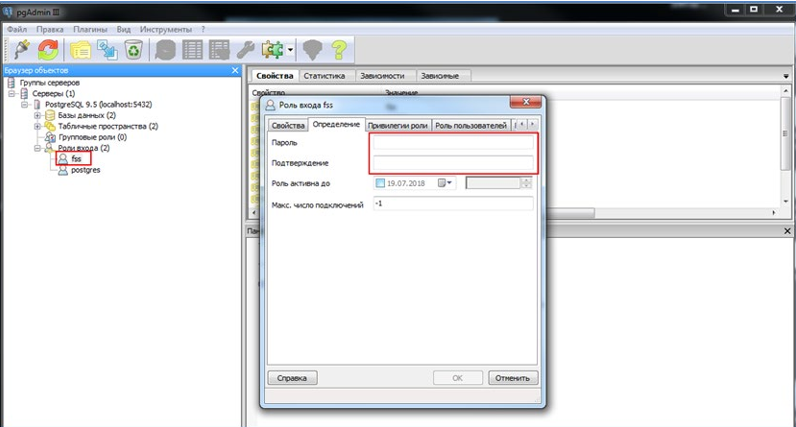 pgAdmin III
Файл Правка Плагины Вид Инструменты ?
Браузер объектов
Группы серверов
Серверы (1)
PostgreSQL 9.5 (localhost:5432)
Базы данных (2)
Табличные пространства (2)
Групповые роли (0)
Роли входа (2)
fss
postgres
Свойства Статистика Зависимости Зависимые
Свойство Значение
Роль входа fss
Свойства Определение Привилегии роли Роль пользователей
Пароль
Подтверждение
Роль активна до 19.07.2018
Макс. число подключений -1
Справка OK Отменить